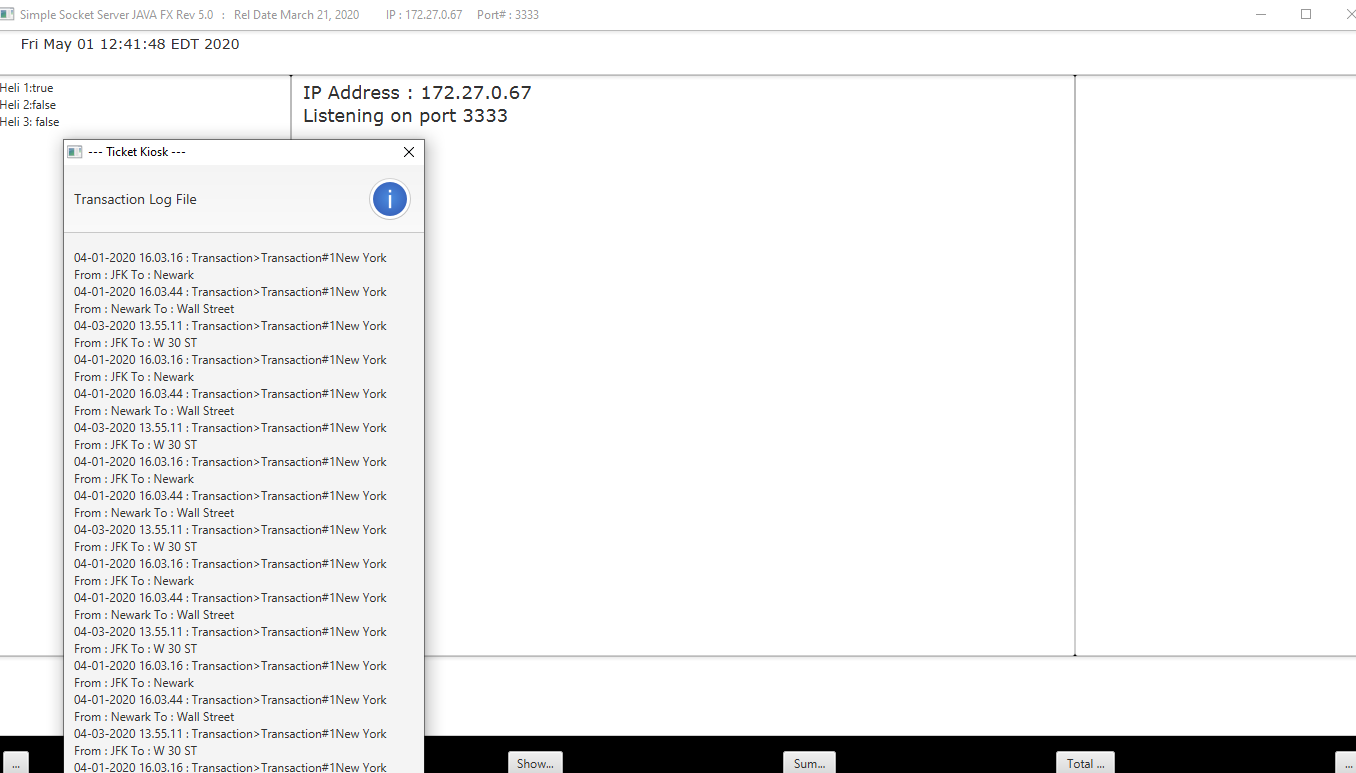 Simple Socket Server JAVA FX Rev 5.0 : Rel Date March 21, 2020 IP : 172.27.0.67 Port# : 3333
Fri May 01 12:41:48 EDT 2020
Heli 1:true
Heli 2:false
Heli 3: false
IP Address : 172.27.0.67
Listening on port 3333
--- Ticket Kiosk ---
Transaction Log File
i
04-01-2020 16.03.16 : Transaction>Transaction#1New York
From : JFK To : Newark
04-01-2020 16.03.44 : Transaction>Transaction#1New York
From : Newark To : Wall Street
04-03-2020 13.55.11 : Transaction>Transaction#1New York
From : JFK To : W 30 ST
04-01-2020 16.03.16 : Transaction>Transaction#1New York
From : JFK To : Newark
04-01-2020 16.03.44 : Transaction>Transaction#1New York
From : Newark To : Wall Street
04-03-2020 13.55.11 : Transaction>Transaction#1New York
From : JFK To : W 30 ST
04-01-2020 16.03.16 : Transaction>Transaction#1New York
From : JFK To : Newark
04-01-2020 16.03.44 : Transaction>Transaction#1New York
From : Newark To : Wall Street
04-03-2020 13.55.11 : Transaction>Transaction#1New York
From : JFK To : W 30 ST
04-01-2020 16.03.16 : Transaction>Transaction#1New York
From : JFK To : Newark
04-01-2020 16.03.44 : Transaction>Transaction#1New York
From : Newark To : Wall Street
04-03-2020 13.55.11 : Transaction>Transaction#1New York
From : JFK To : W 30 ST
04-01-2020 16.03.16 : Transaction>Transaction#1New York
From : JFK To : Newark
04-01-2020 16.03.44 : Transaction>Transaction#1New York
From : Newark To : Wall Street
04-03-2020 13.55.11 : Transaction>Transaction#1New York
From : JFK To : W 30 ST
04-01-2020 16.03.16 : Transaction>Transaction#1New York
... Show... Sum... Total ... ...